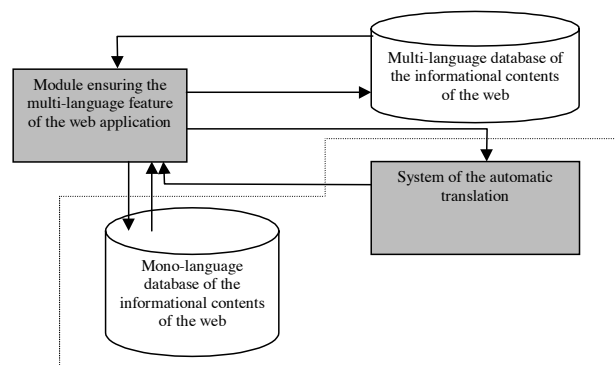 Multi-language database of
the informational contents
of the web
Module ensuring the
multi-language feature
of the web application
System of the automatic
translation
Mono-language
database of the
informational contents
of the web